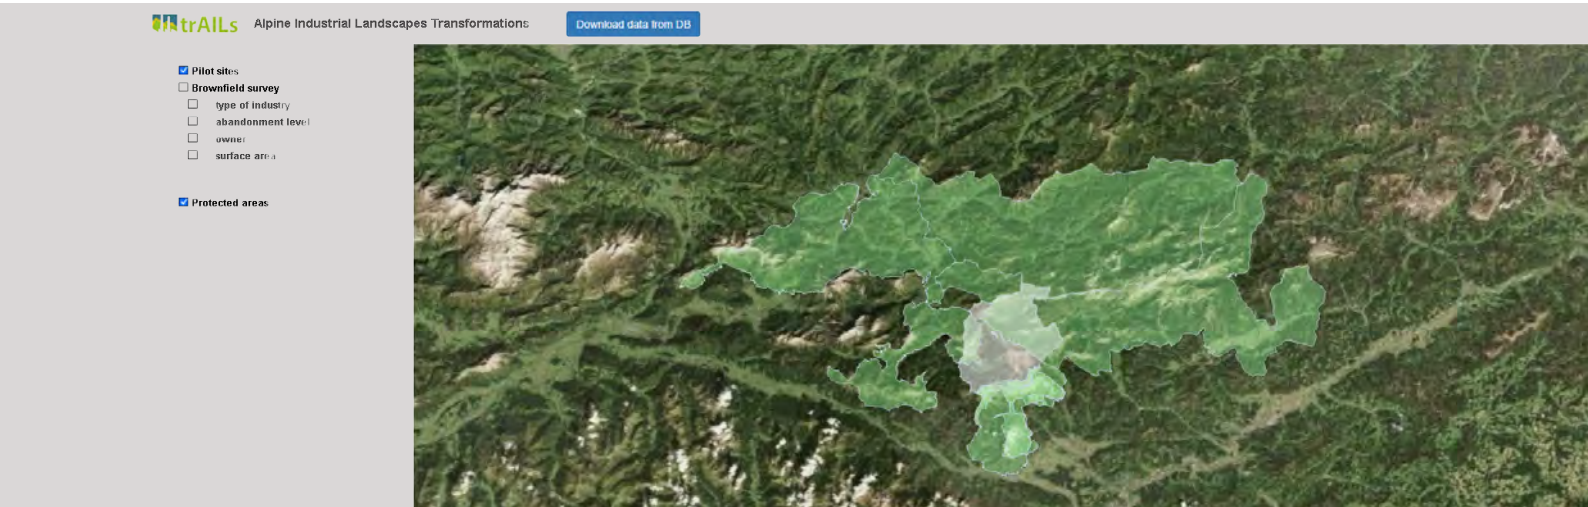 trAILs
Alpine Industrial Landscapes Transformations
Download data from DB
Pilot sites
Brownfield survey
type of industry
abandonment level
owner
surface area
Protected areas